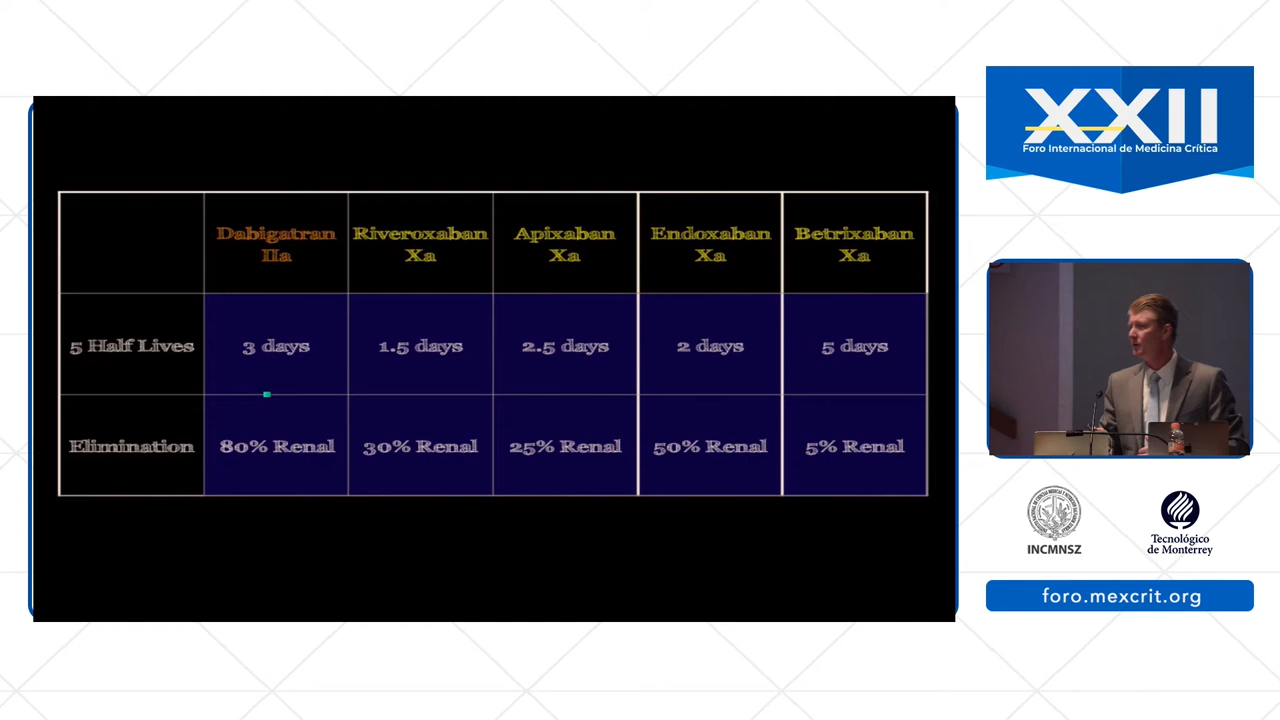 XXII
Foro Internacional de Medicina Crítica
Dabigatran Riveroxaban Apixaban Endoxaban Betrixaban
IIa Xa Xa Xa Xa
5 Half Lives 3 days 1.5 days 2.5 days 2 days 5 days
Elimination 80% Renal 30% Renal 25% Renal 50% Renal 5% Renal
INCMNSZ
Tecnológico
de Monterrey
foro.mexcrit.org